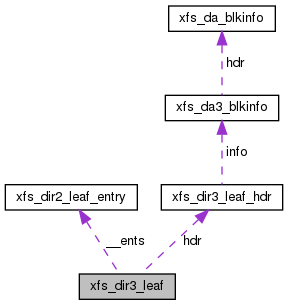 xfs_da_blkinfo
hdr
xfs_da3_blkinfo
info
xfs_dir2_leaf_entry
xfs_dir3_leaf_hdr
__ents
hdr
xfs_dir3_leaf